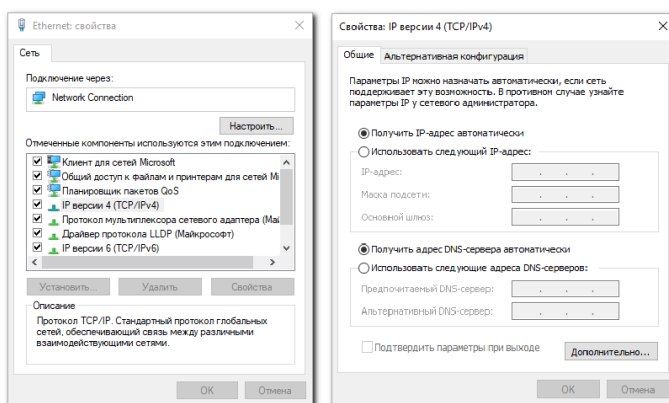 Ethernet: свойства
Сеть
Подключение через:
Network Connection
Настроить...
Отмеченные компоненты используются этим подключением:
Клиент для сетей Microsoft
Общий доступ к файлам и принтерам для сетей Mi
Планировщик пакетов QoS
IP версии 4 (TCP/IPv4)
Протокол мультиплексора сетевого адаптера (Май
Драйвер протокола LLDP (Майкрософт)
IP версии 6 (TCP/IPv6)
Установить... Удалить Свойства
Описание
Протокол TCP/IP. Стандартный протокол глобальных
сетей, обеспечивающий связь между различными
взаимодействующими сетями.
OK Отмена
Свойства: IP версии 4 (TCP/IPv4)
Общие Альтернативная конфигурация
Параметры IP можно назначать автоматически, если сеть
поддерживает эту возможность. В противном случае узнайте
параметры IP у сетевого администратора.
Получить IP-адрес автоматически
Использовать следующий IP-адрес:
IP-адрес:
Маска подсети:
Основной шлюз:
Получить адрес DNS-сервера автоматически
Использовать следующие адреса DNS-серверов:
Предпочитаемый DNS-сервер:
Альтернативный DNS-сервер:
Подтвердить параметры при выходе
Дополнительно...
OK Отмена